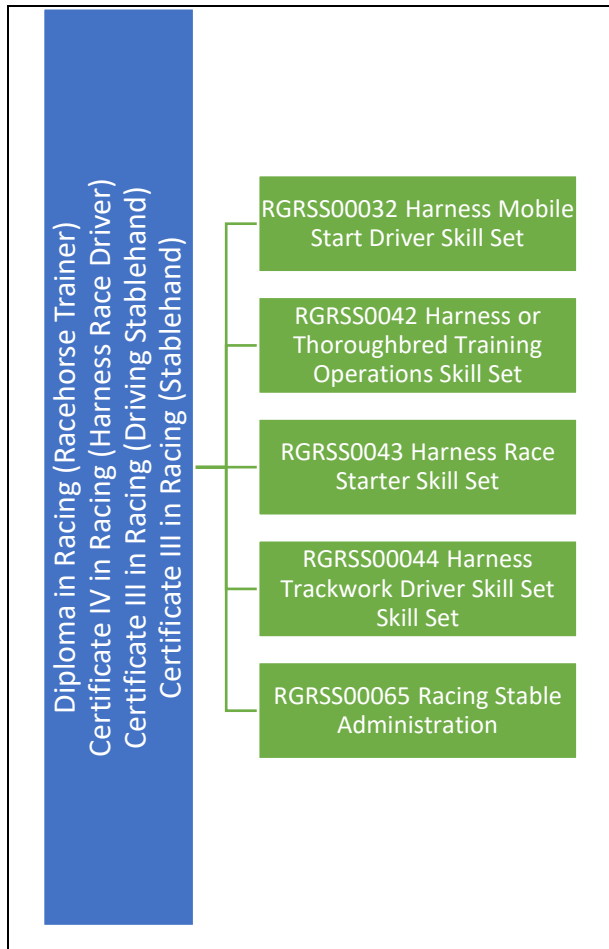 Diploma in Racing (Racehorse Trainer)
Certificate IV in Racing (Harness Race Driver)
Certificate III in Racing (Driving Stablehand)
Certificate III in Racing (Stablehand)
RGRSS00032 Harness Mobile
Start Driver Skill Set
RGRSS0042 Harness or
Thoroughbred Training
Operations Skill Set
RGRSS0043 Harness Race
Starter Skill Set
RGRSS00044 Harness
Trackwork Driver Skill Set
Skill Set
RGRSS00065 Racing Stable
Administration